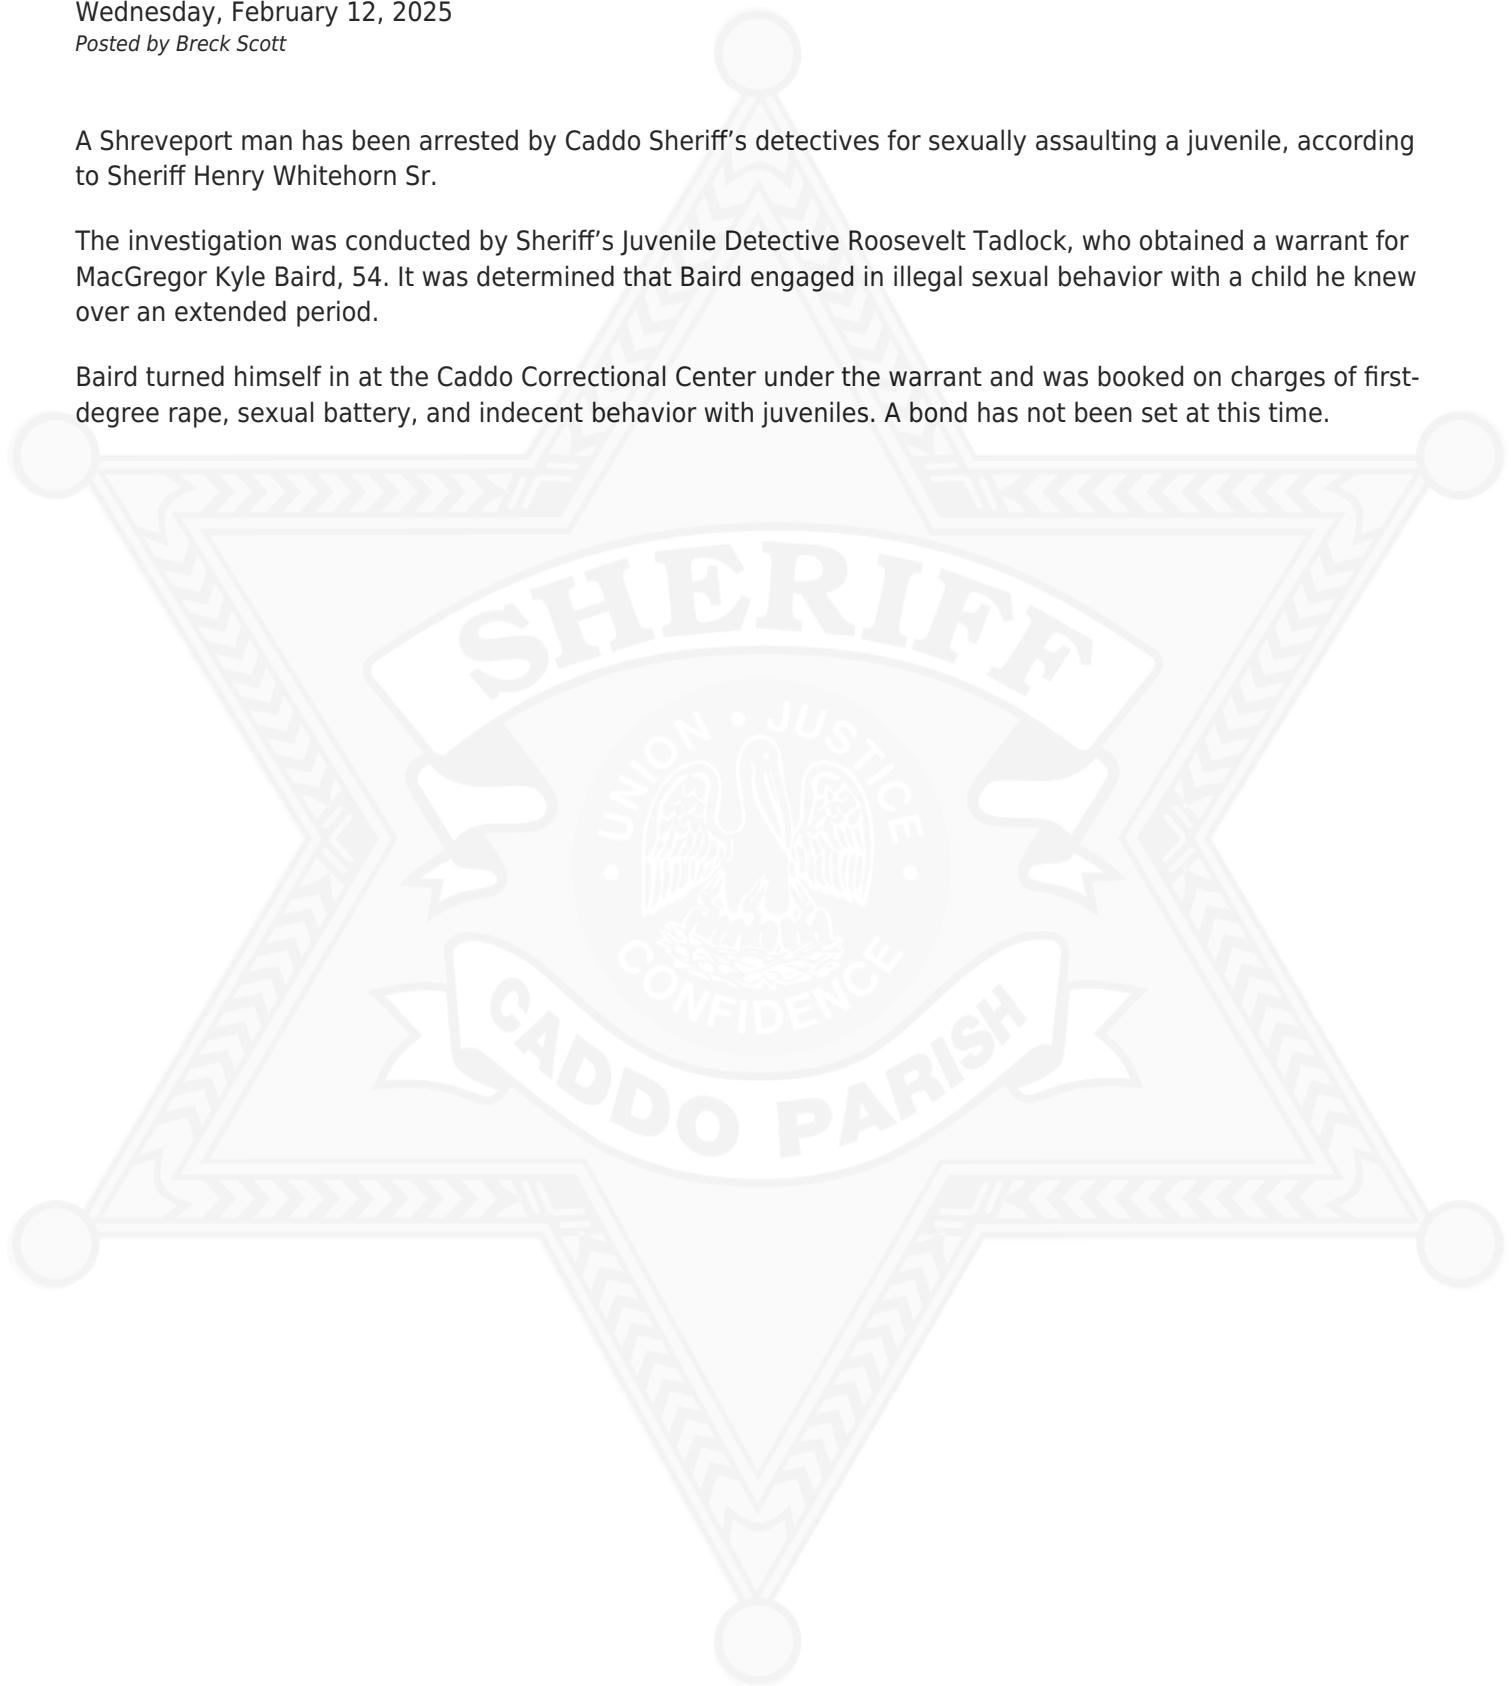 Wednesday, February 12, 2025
Posted by Breck Scott
A Shreveport man has been arrested by Caddo Sheriff’s detectives for sexually assaulting a juvenile, according
to Sheriff Henry Whitehorn Sr.
The investigation was conducted by Sheriff’s Juvenile Detective Roosevelt Tadlock, who obtained a warrant for
MacGregor Kyle Baird, 54. It was determined that Baird engaged in illegal sexual behavior with a child he knew
over an extended period.
Baird turned himself in at the Caddo Correctional Center under the warrant and was booked on charges of first-
degree rape, sexual battery, and indecent behavior with juveniles. A bond has not been set at this time.
SHERIFF
UNION • JUSTICE
• CONFIDENCE •
CADDO PARISH